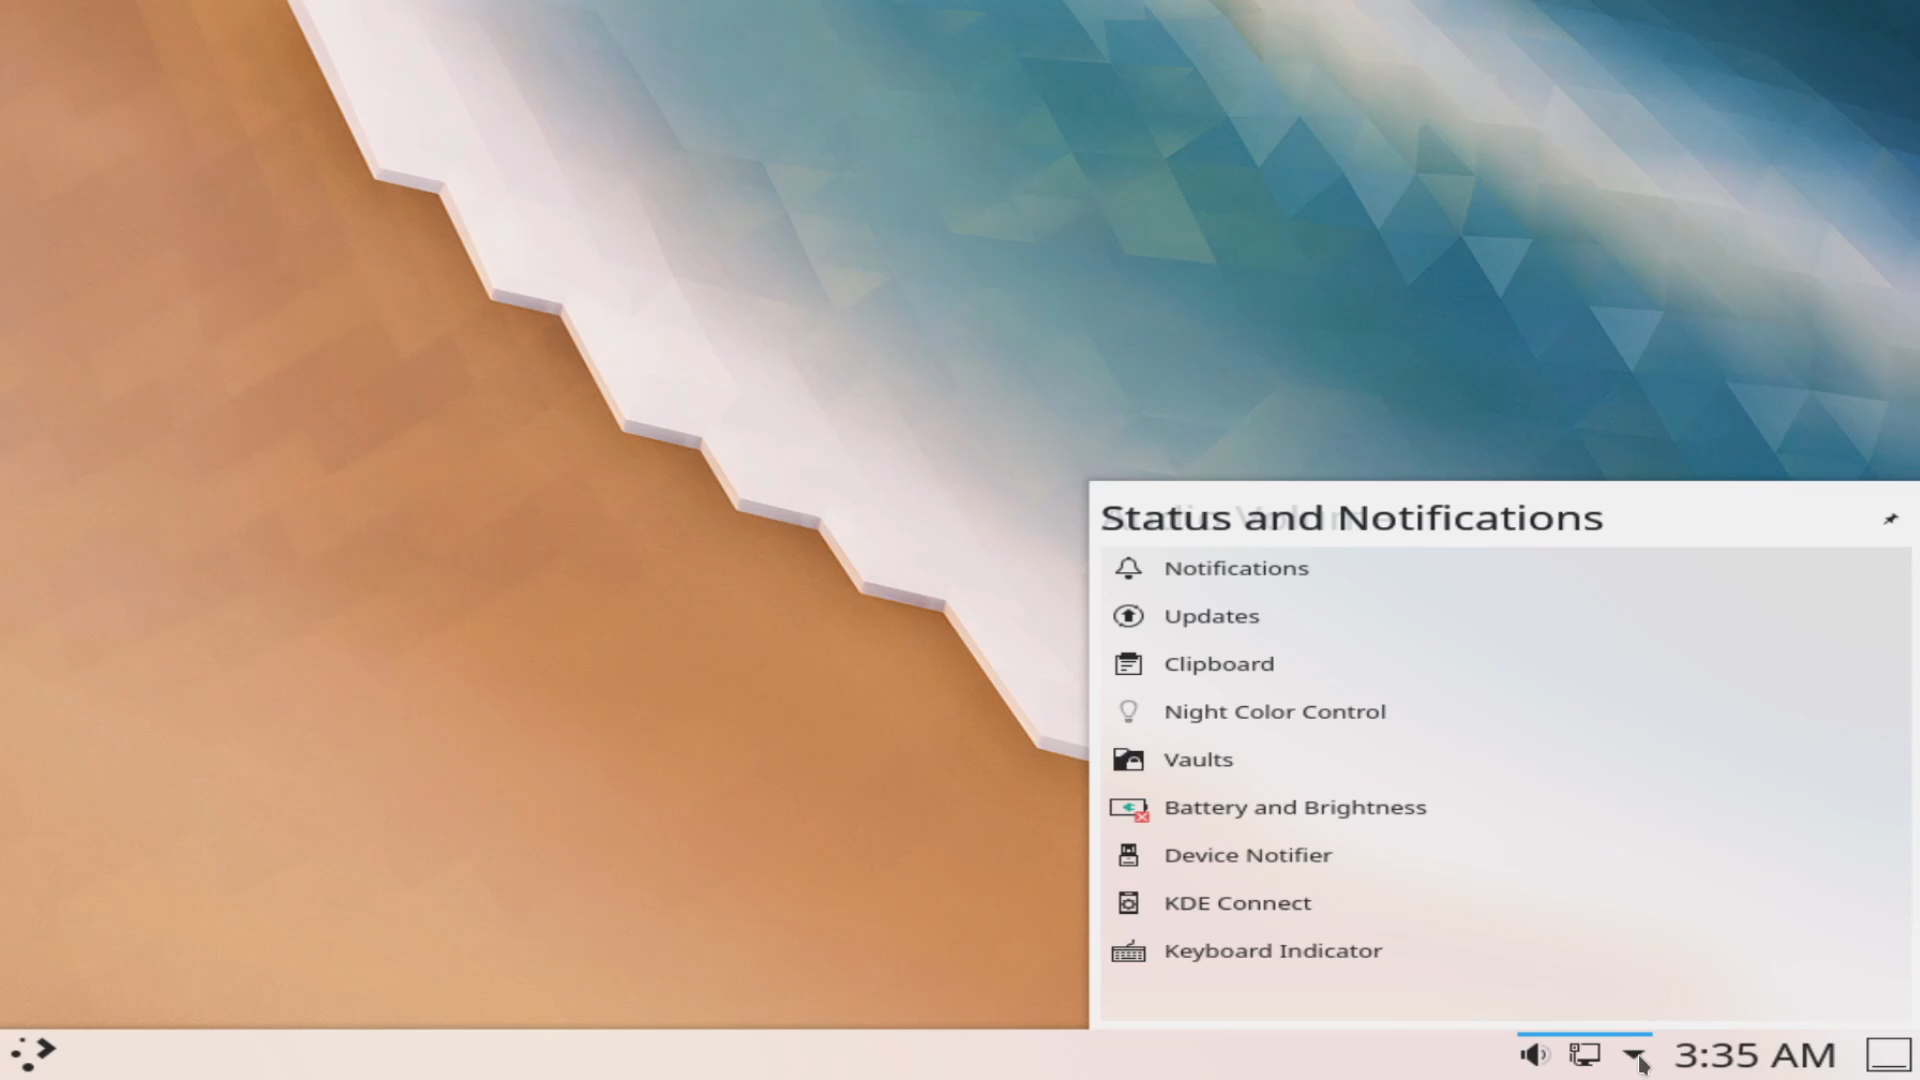 Status and Notifications
Notifications
Updates
Clipboard
Night Color Control
Vaults
Battery and Brightness
Device Notifier
KDE Connect
Keyboard Indicator
3:35 AM